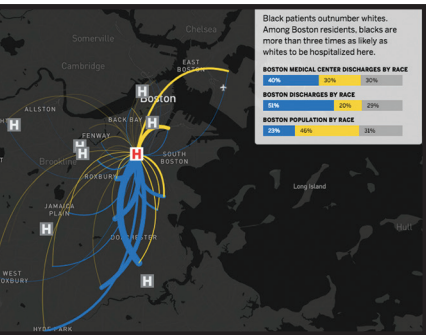 Black patients outnumber whites.
Among Boston residents, blacks are
more than three times as likely as
whites to be hospitalized here.
BOSTON MEDICAL CENTER DISCHARGES BY RACE
40% 30% 30%
BOSTON DISCHARGES BY RACE
51% 20% 29%
BOSTON POPULATION BY RACE
23% 46% 31%
Chelsea
Somerville
EAST
BOSTON
Cambridge
H
Boston
ALLSTON
H
BACK BAY
H
FENWAY
H
H
H
Brookline
SOUTH
BOSTON
ROXBURY
Long Island
JAMAICA
PLAIN
H
Hull
DORCHESTER
WEST
OXBURY
H
HYDE PARK